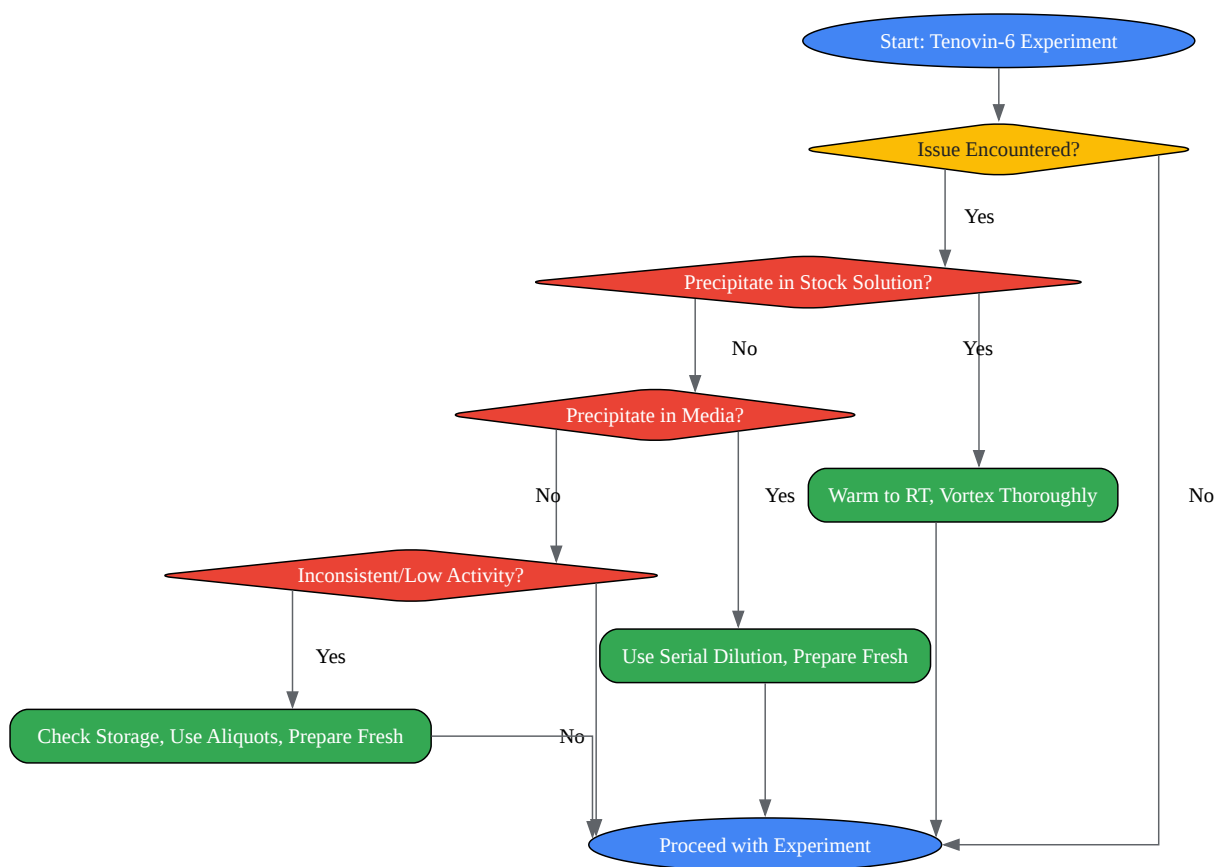 Start: Tenovin-6 Experiment
Issue Encountered?
Yes
Precipitate in Stock Solution?
No
Yes
Precipitate in Media?
No
Yes
Warm to RT, Vortex Thoroughly
No
Inconsistent/Low Activity?
Yes
Use Serial Dilution, Prepare Fresh
Check Storage, Use Aliquots, Prepare Fresh
No
Proceed with Experiment